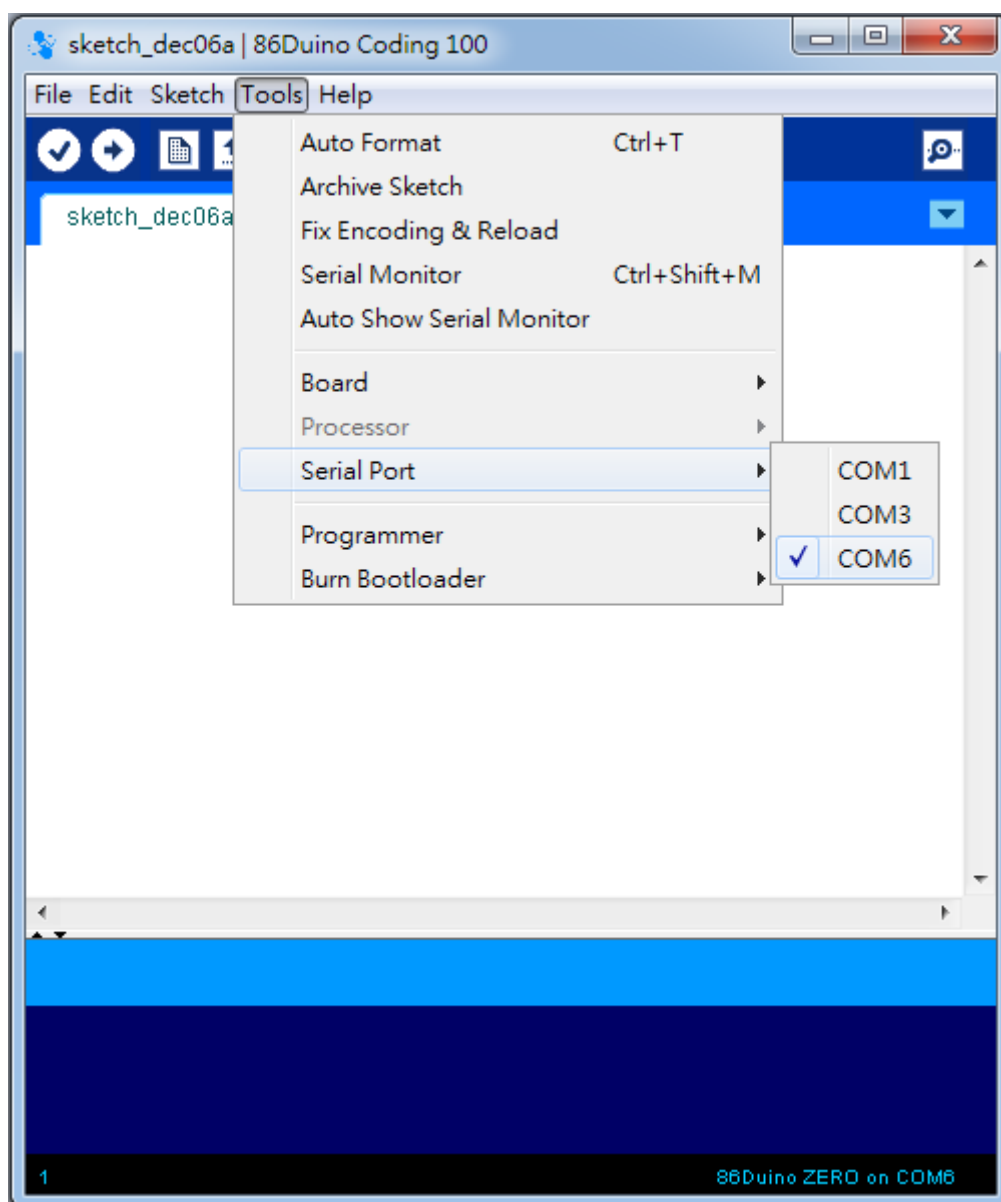 sketch_dec06a | 86Duino Coding 100
File Edit Sketch Tools Help
sketch_dec06a
Auto Format Ctrl+T
Archive Sketch
Fix Encoding & Reload
Serial Monitor Ctrl+Shift+M
Auto Show Serial Monitor
Board
Processor
Serial Port
Programmer
Burn Bootloader
COM1
COM3
COM6
1 86Duino ZERO on COM6